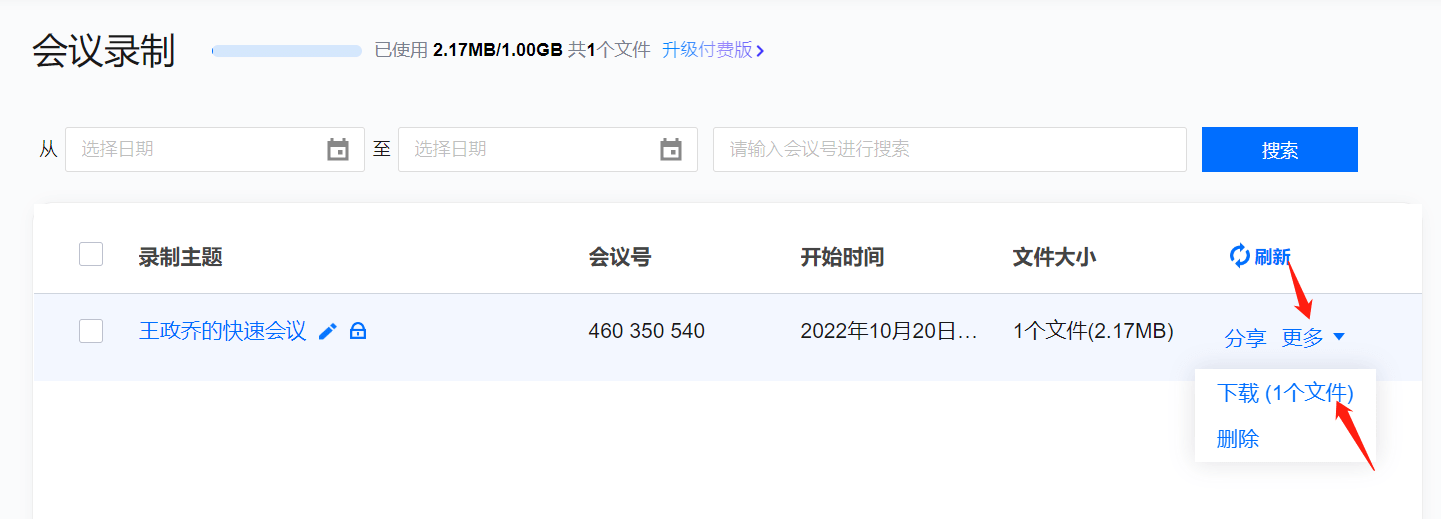 会议录制 已使用 2.17MB/1.00GB 共1个文件 升级付费版
从 选择日期 至 选择日期 请输入会议号进行搜索 搜索
录制主题 会议号 开始时间 文件大小 刷新
王政乔的快速会议 460 350 540 2022年10月20日... 1个文件(2.17MB) 分享 更多
下载 (1个文件)
删除